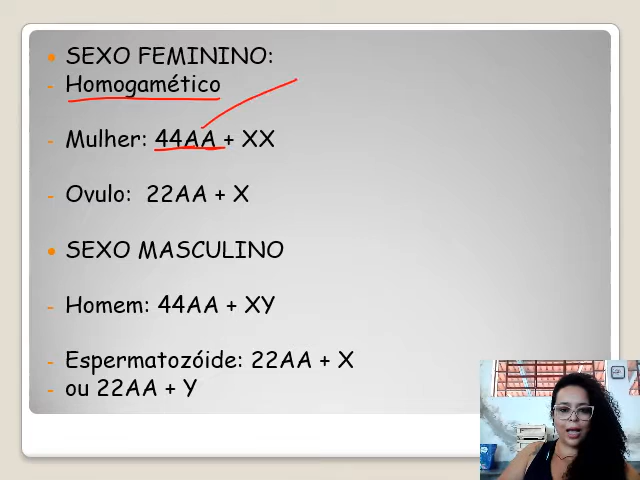 SEXO FEMININO:
Homogamético
Mulher: 44AA + XX
Ovulo: 22AA + X
SEXO MASCULINO
Homem: 44AA + XY
Espermatozóide: 22AA + X
ou 22AA + Y